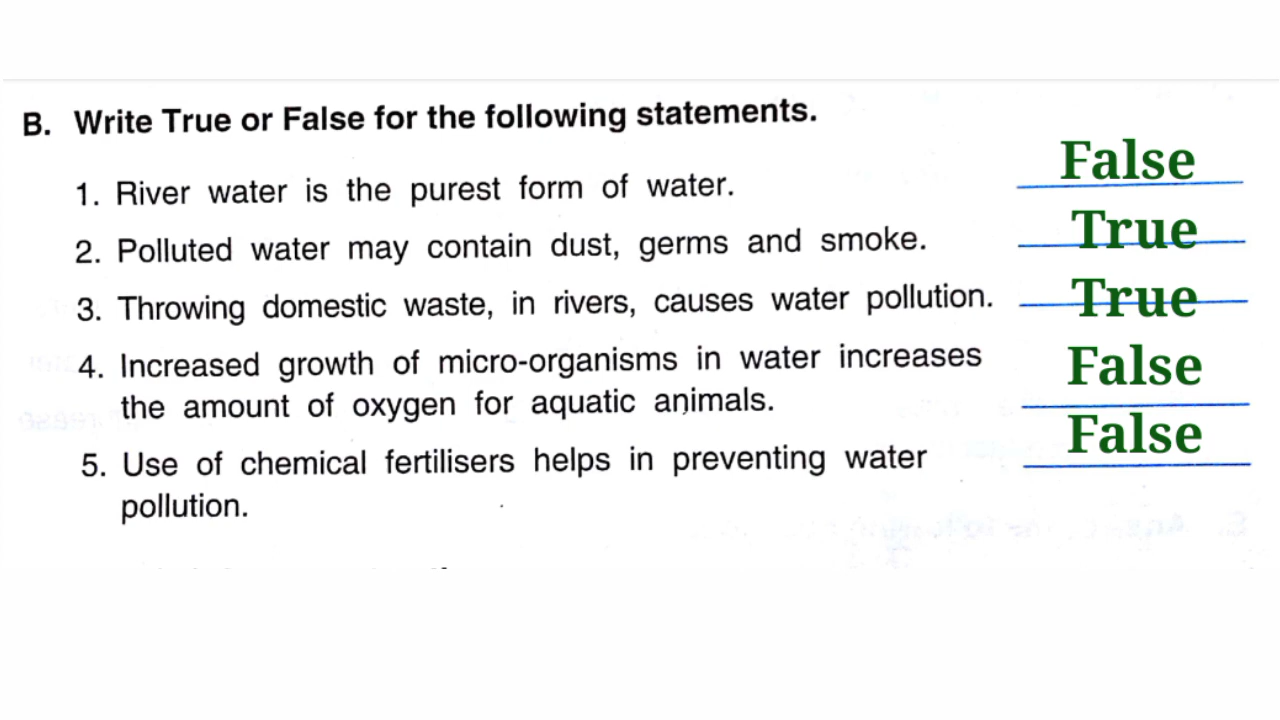 B. Write True or False for the following statements.
1. River water is the purest form of water. False
2. Polluted water may contain dust, germs and smoke. True
3. Throwing domestic waste, in rivers, causes water pollution. True
4. Increased growth of micro-organisms in water increases False
the amount of oxygen for aquatic animals.
5. Use of chemical fertilisers helps in preventing water False
pollution.